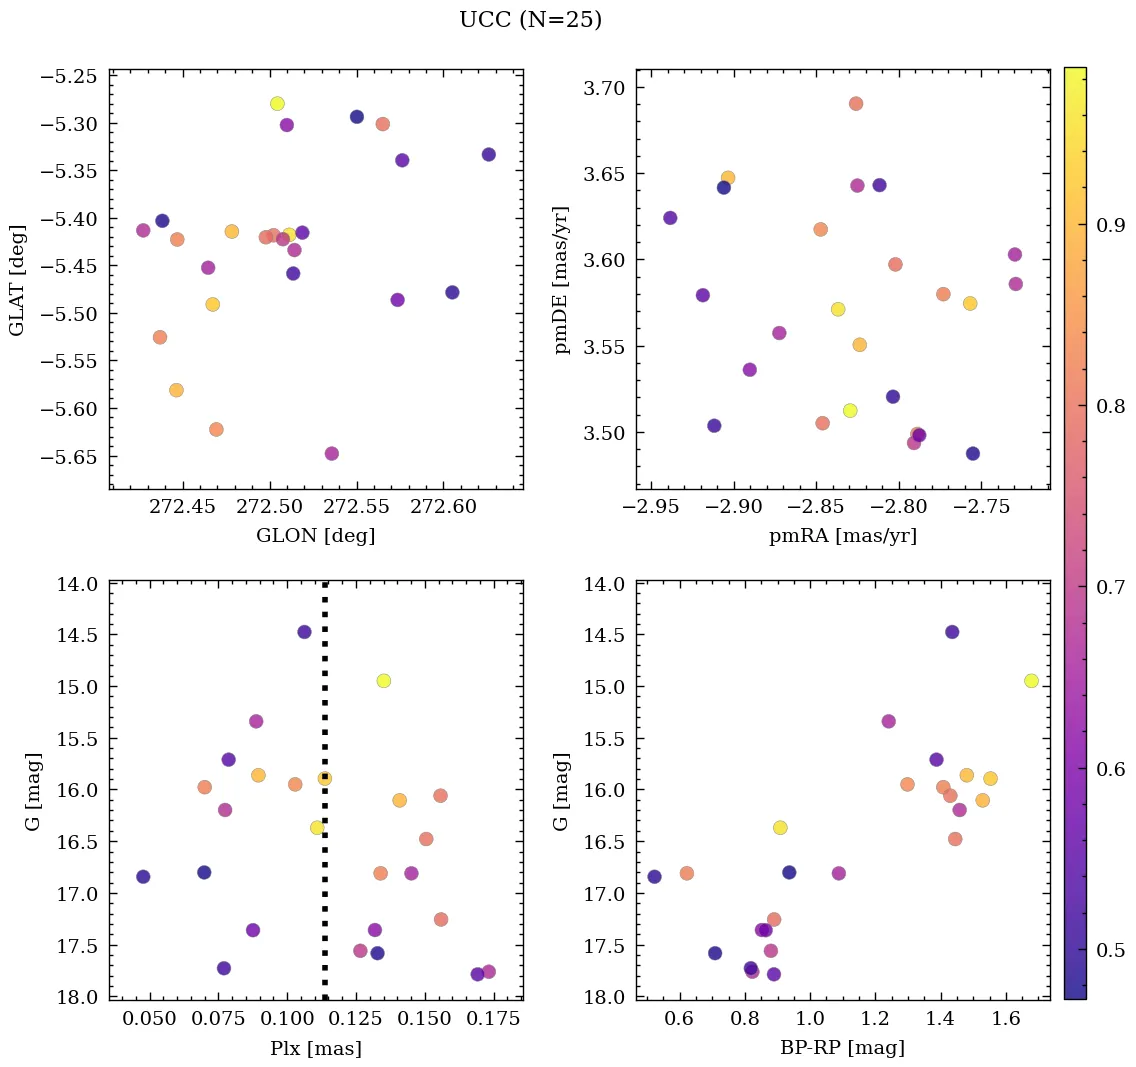 UCC (N=25)
−5.25
−5.30
−5.35
−5.40
−5.45
−5.50
−5.55
−5.60
−5.65
GLAT [deg]
272.45 272.50 272.55 272.60
GLON [deg]
3.70
3.65
3.60
3.55
3.50
pmDE [mas/yr]
−2.95 −2.90 −2.85 −2.80 −2.75
pmRA [mas/yr]
14.0
14.5
15.0
15.5
16.0
16.5
17.0
17.5
18.0
G [mag]
0.050 0.075 0.100 0.125 0.150 0.175
Plx [mas]
14.0
14.5
15.0
15.5
16.0
16.5
17.0
17.5
18.0
G [mag]
0.6 0.8 1.0 1.2 1.4 1.6
BP-RP [mag]
0.9
0.8
0.7
0.6
0.5